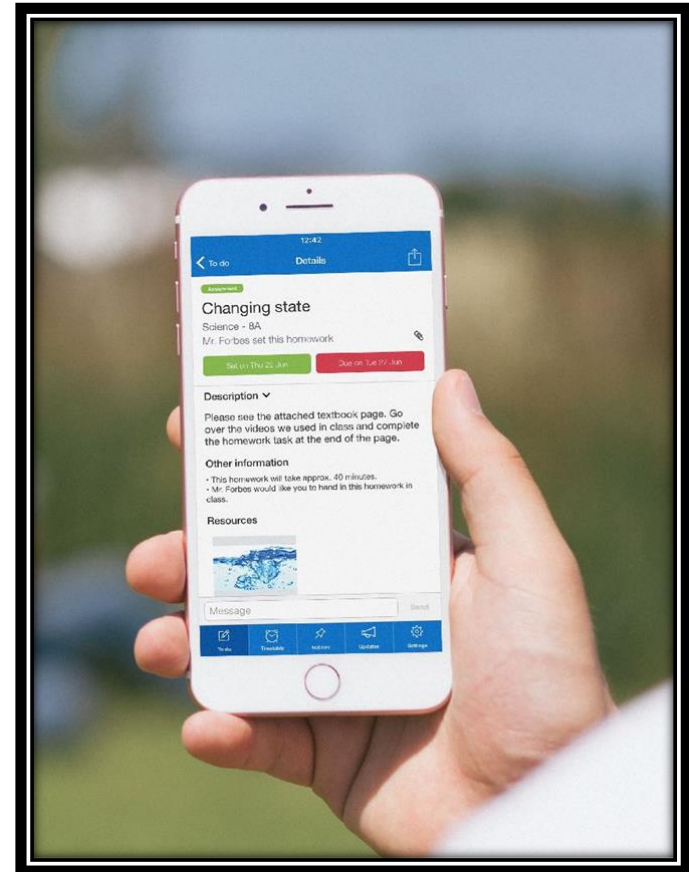 12:42
To do
Details
Changing state
Science - 8A
Mr. Forbes set this homework
Set on Thu 22 Jun
Due on Tue 27 Jun
Description
Please see the attached textbook page. Go
over the videos we used in class and complete
the homework task at the end of the page.
Other information
• This homework will take approx. 40 minutes.
• Mr. Forbes would like you to hand in this homework in
class.
Resources
Message
Send
To do
Timetable
Notices
Updates
Settings